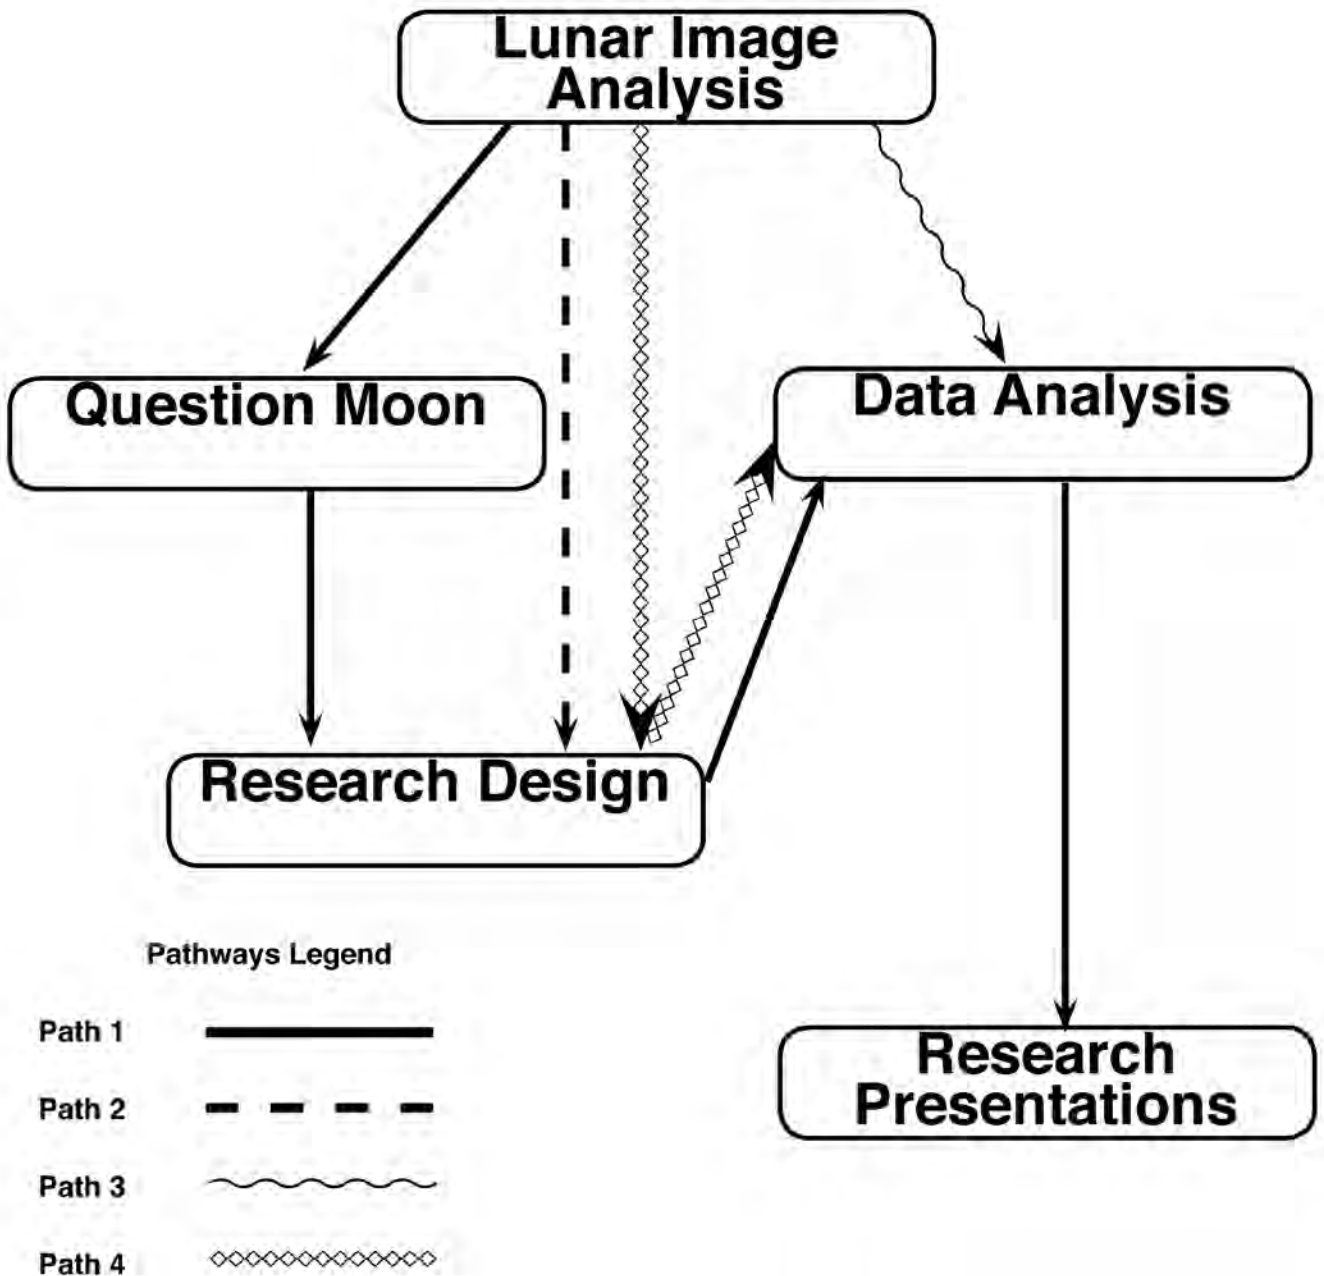 Lunar Image
Analysis
Question Moon
Data Analysis
Research Design
Research
Presentations
Pathways Legend
Path 1
Path 2
Path 3
Path 4